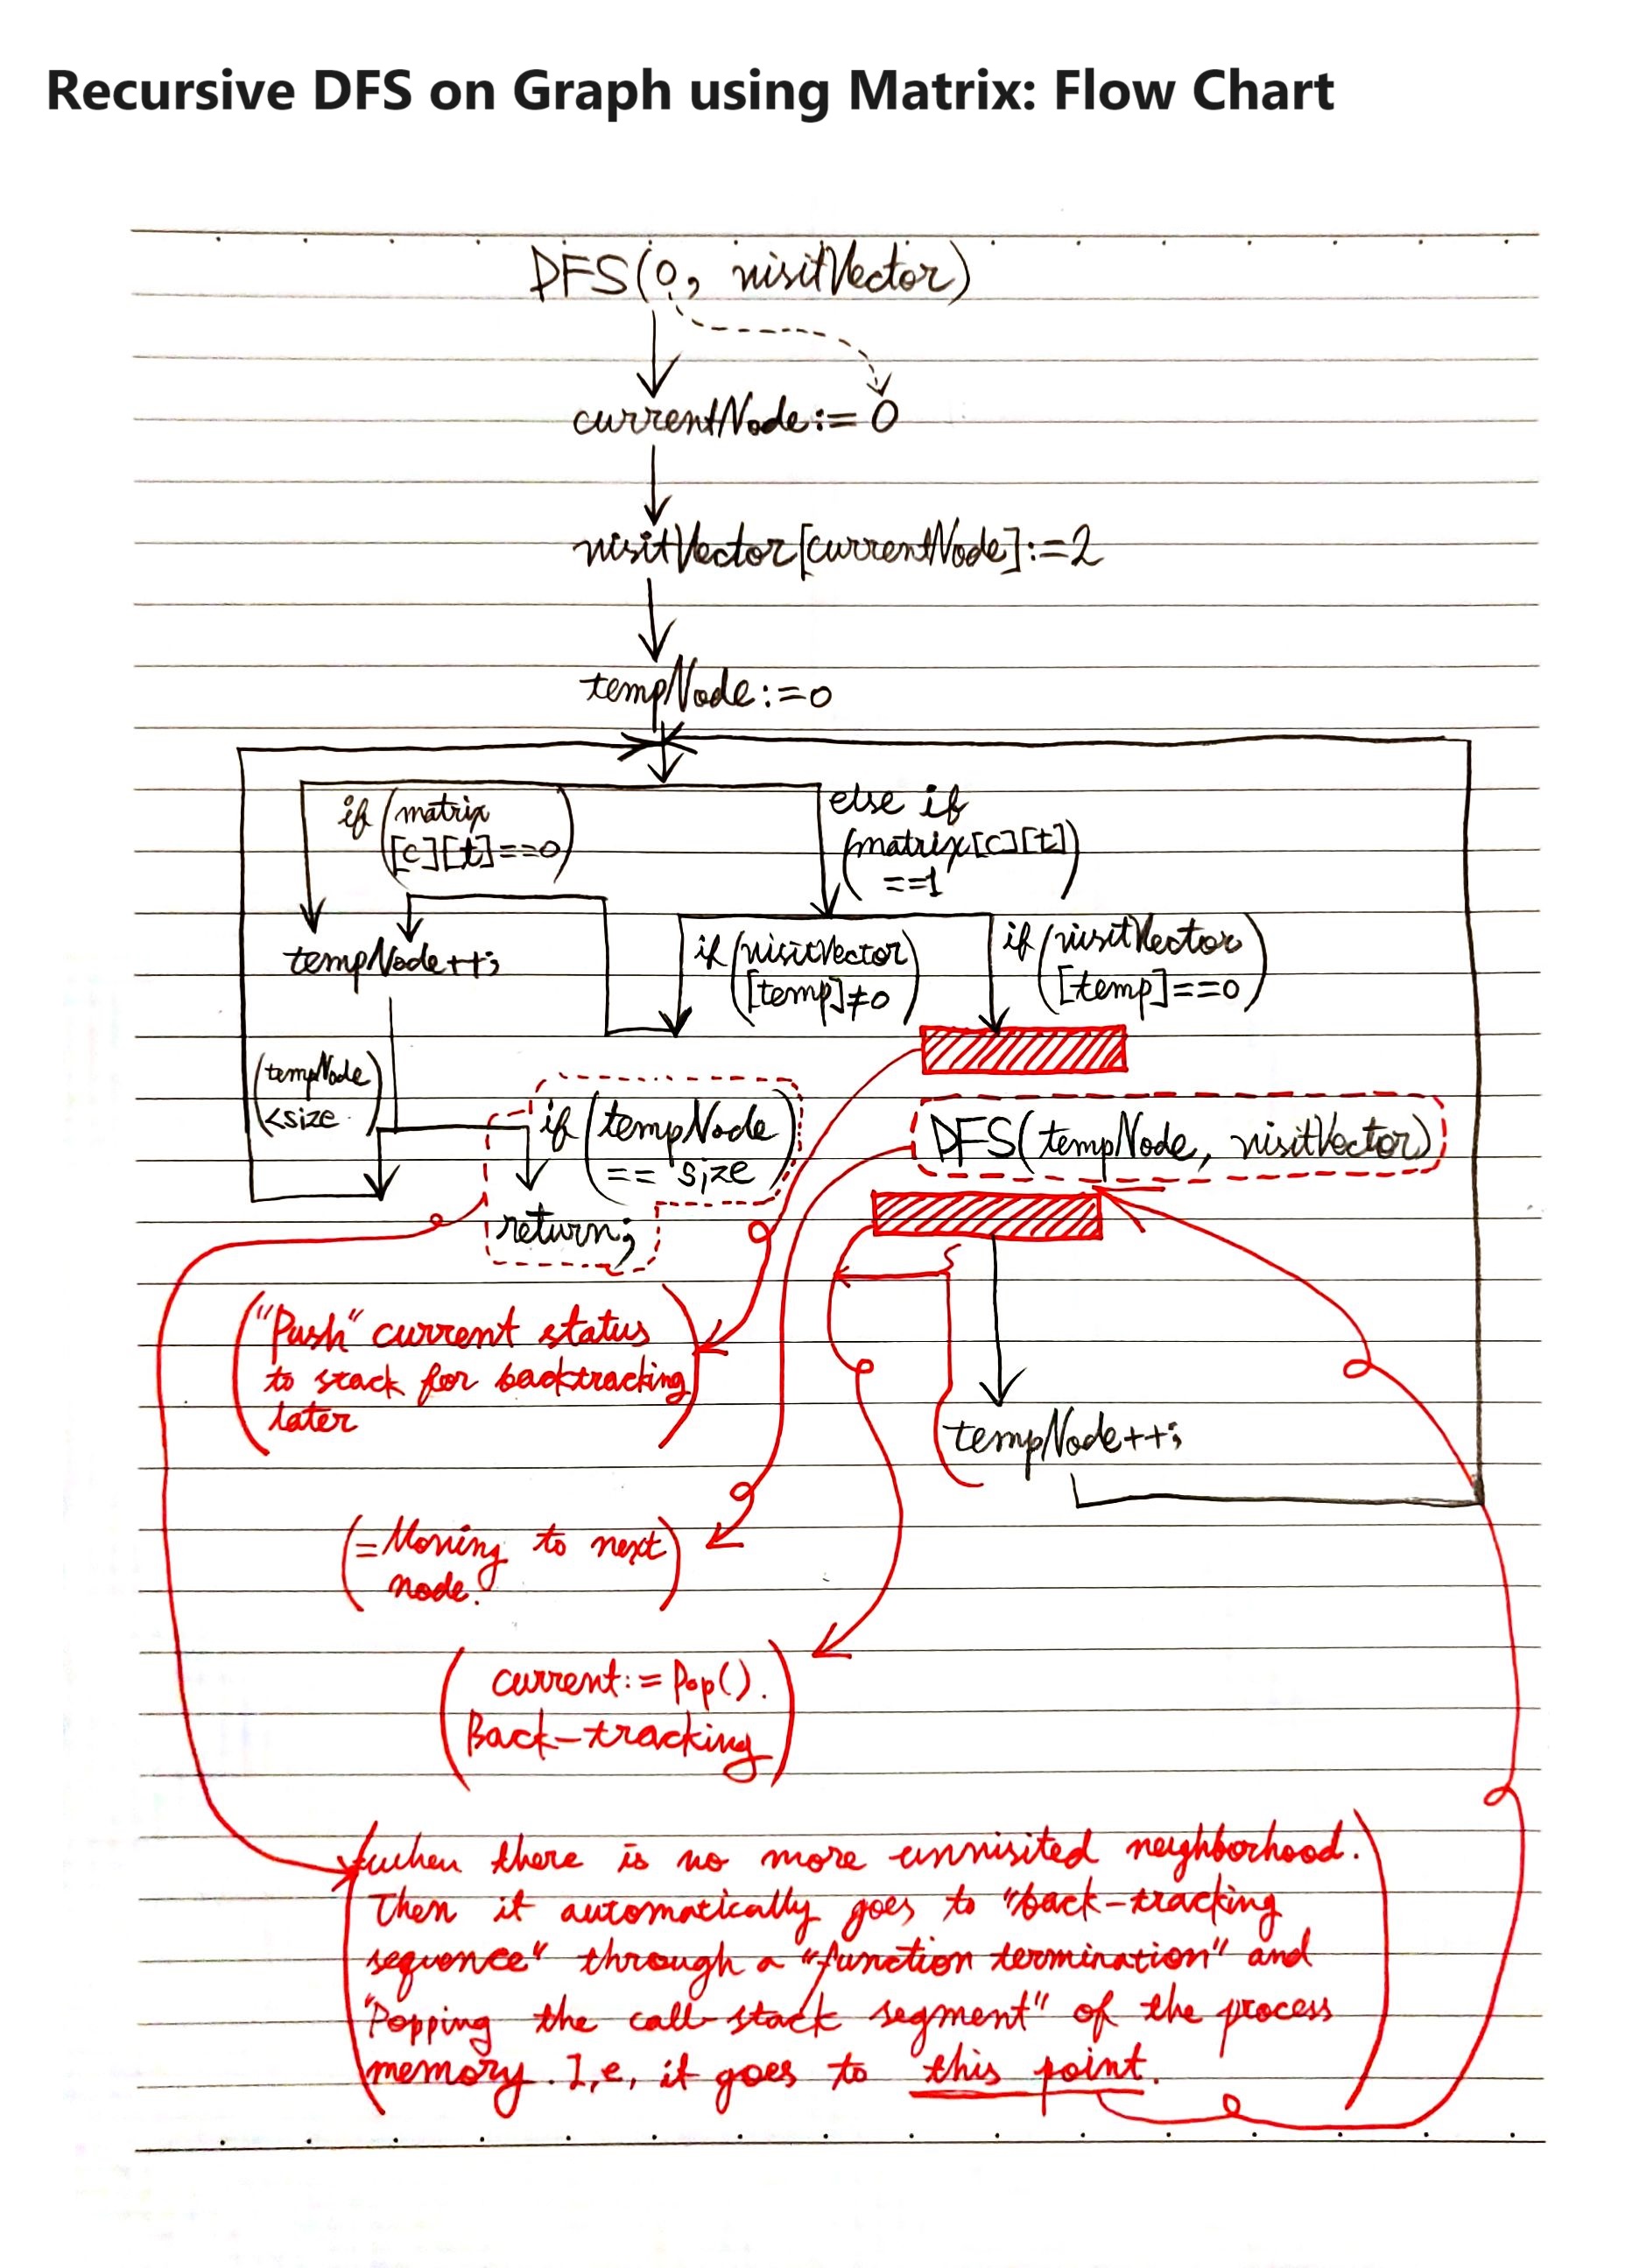 Recursive DFS on Graph using Matrix: Flow Chart
DFS(0, visitVector)
currentNode:= 0
visitVector[currentNode]:=2
tempNode:=0
if (matrix
[c][t]==0)
else if
(matrix[c][t]
==1)
tempNode++;
if (visitVector
[temp]≠0)
if (visitVector
[temp]==0)
(tempNode
<size)
if (tempNode
== size)
return;
DFS(tempNode, visitVector)
("Push" current status
to stack for backtracking
later)
tempNode++;
(=Moving to next
node.)
(current:= Pop().
Back-tracking)
(when there is no more unvisited neighborhood.
Then it automatically goes to "back-tracking
sequence" through a "function termination" and
"Popping the call-stack segment" of the process
memory. I,e, it goes to this point.)